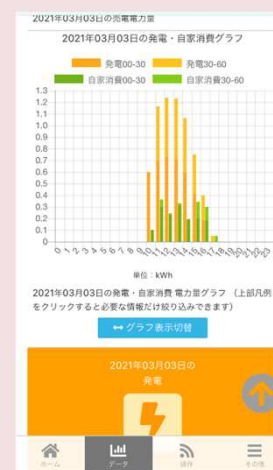 2021年03月03日の売電電力量
2021年03月03日の発電・自家消費グラフ
発電00-30 発電30-60
自家消費00-30 自家消費30-60
1.3
1.2
1.1
1.0
0.9
0.8
0.7
0.6
0.5
0.4
0.3
0.2
0.1
0
0 1 2 3 4 5 6 7 8 9 10 11 12 13 14 15 16 17 18 19 20 21 22 23
単位：kWh
2021年03月03日の発電・自家消費 電力量グラフ （上部凡例
をクリックすると必要な情報だけ絞り込みできます）
⇔ グラフ表示切替
2021年03月03日の
発電
ホーム データ 操作 その他